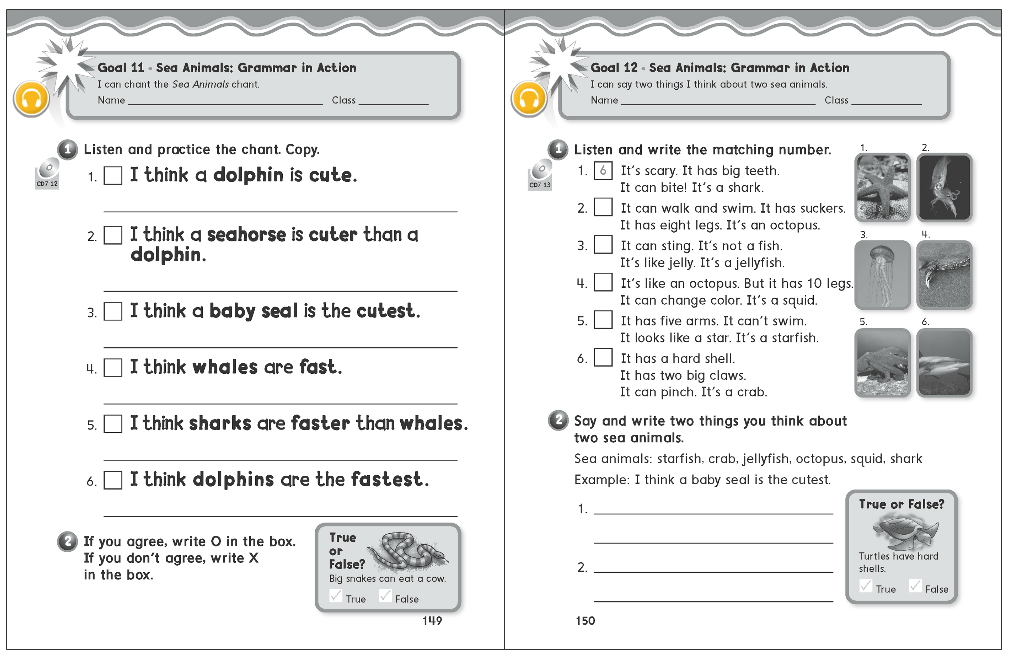 Goal 11 • Sea Animals: Grammar in Action
I can chant the Sea Animals chant.
Name Class
1 Listen and practice the chant. Copy.
CD7 12
1. I think a dolphin is cute.
2. I think a seahorse is cuter than a
dolphin.
3. I think a baby seal is the cutest.
4. I think whales are fast.
5. I think sharks are faster than whales.
6. I think dolphins are the fastest.
2 If you agree, write O in the box.
If you don't agree, write X
in the box.
True
or
False?
Big snakes can eat a cow.
True False
149
Goal 12 • Sea Animals: Grammar in Action
I can say two things I think about two sea animals.
Name Class
1 Listen and write the matching number.
CD7 13
1. 6 It's scary. It has big teeth.
It can bite! It's a shark.
2. It can walk and swim. It has suckers.
It has eight legs. It's an octopus.
3. It can sting. It's not a fish.
It's like jelly. It's a jellyfish.
4. It's like an octopus. But it has 10 legs.
It can change color. It's a squid.
5. It has five arms. It can't swim.
It looks like a star. It's a starfish.
6. It has a hard shell.
It has two big claws.
It can pinch. It's a crab.
1. 2.
3. 4.
5. 6.
2 Say and write two things you think about
two sea animals.
Sea animals: starfish, crab, jellyfish, octopus, squid, shark
Example: I think a baby seal is the cutest.
1.
2.
True or False?
Turtles have hard
shells.
True False
150